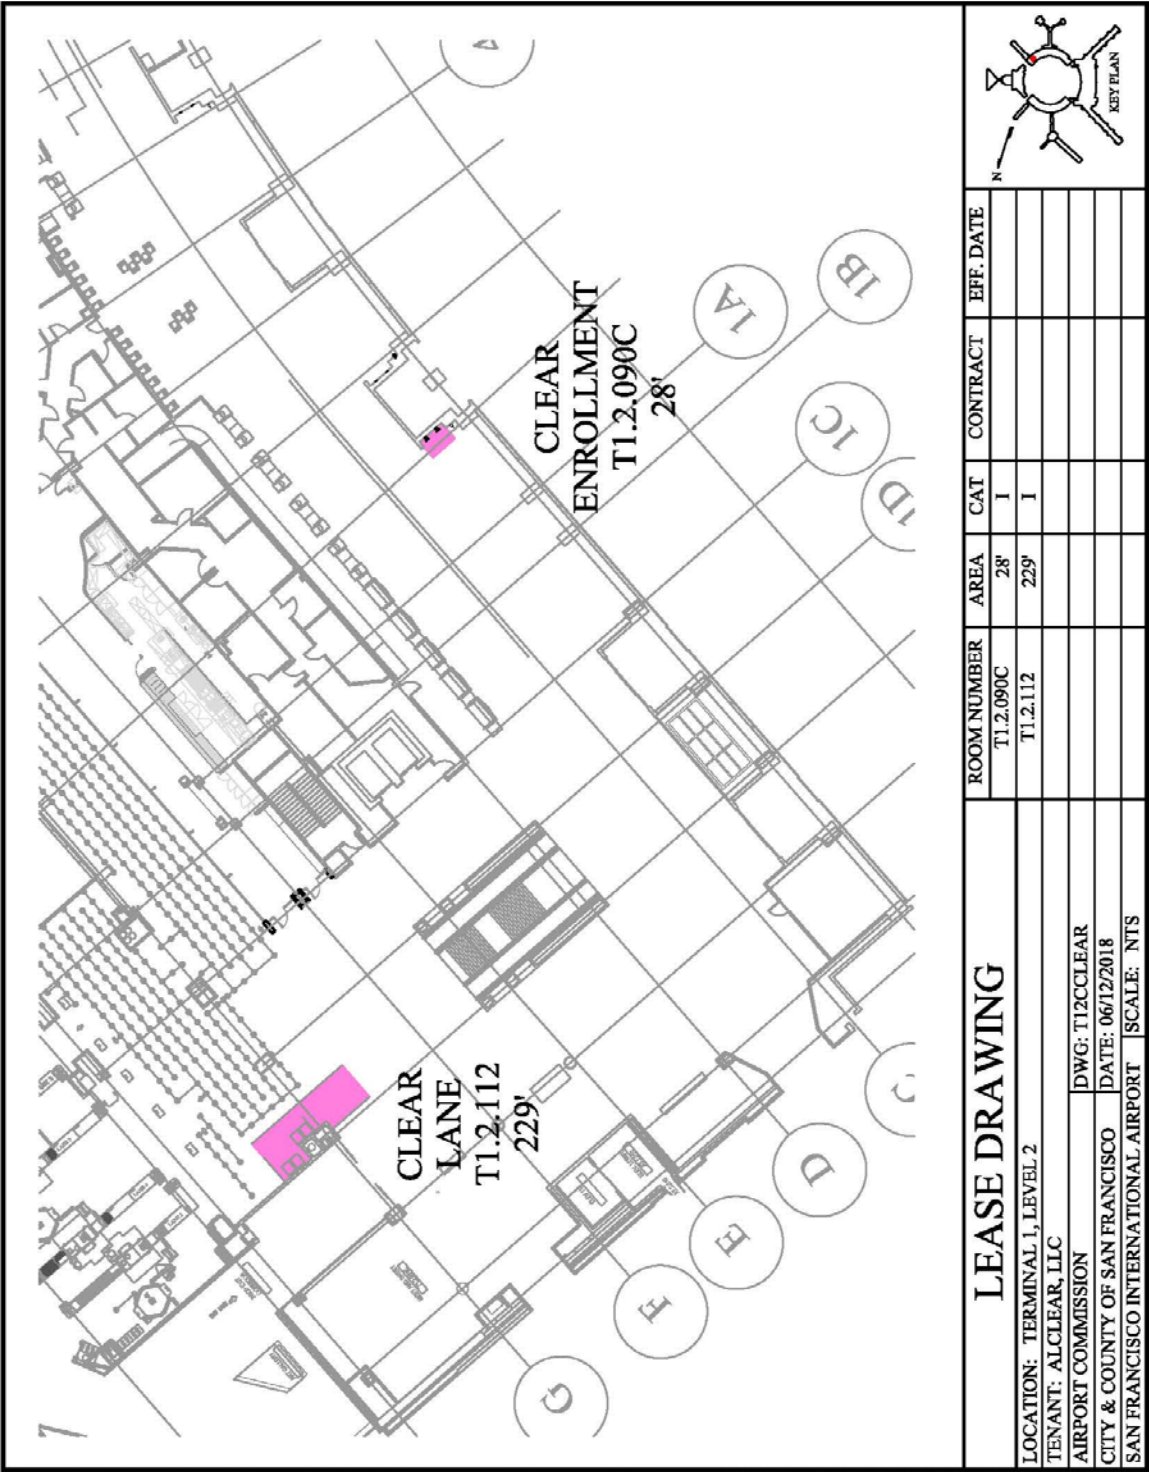 CLEAR
ENROLLMENT
T1.2.090C
28'
CLEAR
LANE
T1.2.112
229'
A
1A
1B
1C
1D
C
D
E
F
G
LEASE DRAWING
LOCATION: TERMINAL 1, LEVEL 2
TENANT: ALCLEAR, LLC
AIRPORT COMMISSION
DWG: T12CCLEAR
CITY & COUNTY OF SAN FRANCISCO
DATE: 06/12/2018
SAN FRANCISCO INTERNATIONAL AIRPORT
SCALE: NTS
ROOM NUMBER AREA CAT CONTRACT EFF. DATE
T1.2.090C 28' I
T1.2.112 229' I
N
KEY PLAN